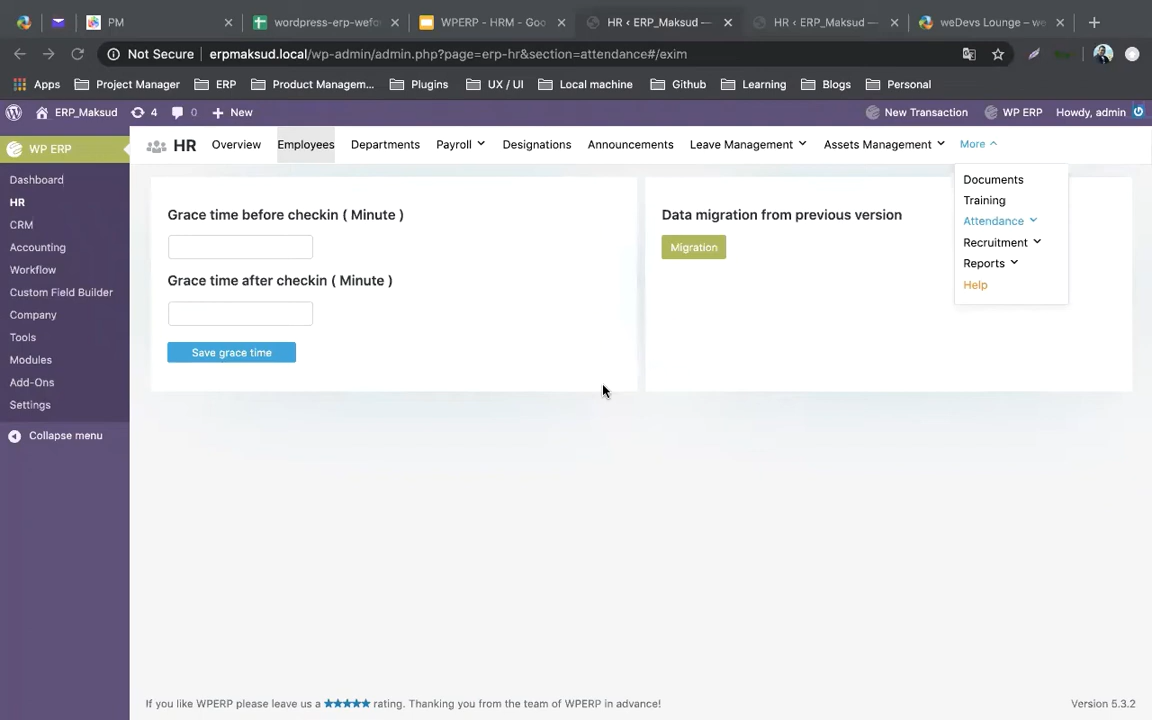 PM
wordpress-erp-wefo
WPERP - HRM - Goo
HR ‹ ERP_Maksud —
HR ‹ ERP_Maksud —
weDevs Lounge – we
Not Secure
erpmaksud.local/wp-admin/admin.php?page=erp-hr&section=attendance#/exim
Apps
Project Manager
ERP
Product Managem...
Plugins
UX / UI
Local machine
Github
Learning
Blogs
Personal
ERP_Maksud
4
0
New
New Transaction
WP ERP
Howdy, admin
WP ERP
HR
Overview
Employees
Departments
Payroll
Designations
Announcements
Leave Management
Assets Management
More
Dashboard
HR
CRM
Accounting
Workflow
Custom Field Builder
Company
Tools
Modules
Add-Ons
Settings
Collapse menu
Documents
Training
Attendance
Recruitment
Reports
Help
Grace time before checkin ( Minute )
Grace time after checkin ( Minute )
Save grace time
Data migration from previous version
Migration
If you like WPERP please leave us a ★★★★★ rating. Thanking you from the team of WPERP in advance!
Version 5.3.2